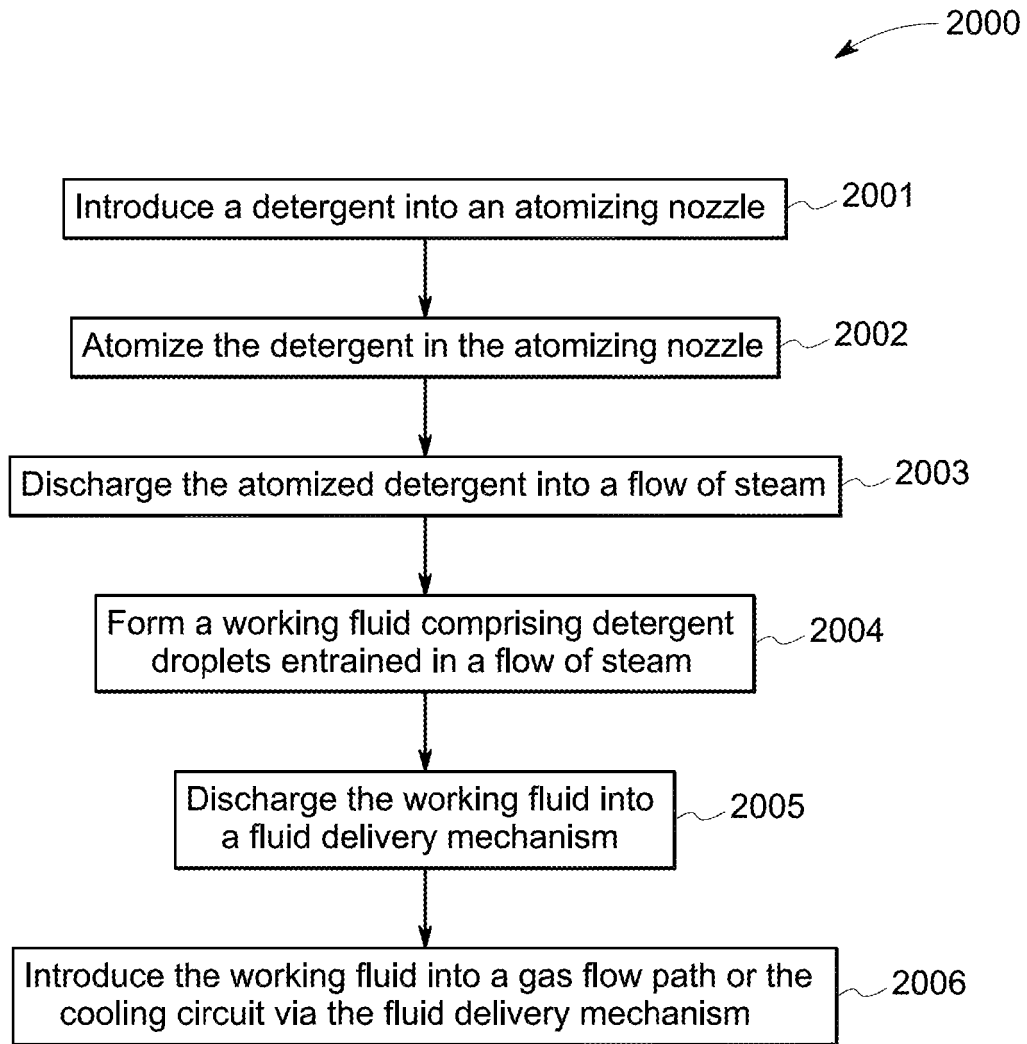 2000
Introduce a detergent into an atomizing nozzle
2001
Atomize the detergent in the atomizing nozzle
2002
Discharge the atomized detergent into a flow of steam
2003
Form a working fluid comprising detergent
droplets entrained in a flow of steam
2004
Discharge the working fluid into
a fluid delivery mechanism
2005
Introduce the working fluid into a gas flow path or the
cooling circuit via the fluid delivery mechanism
2006